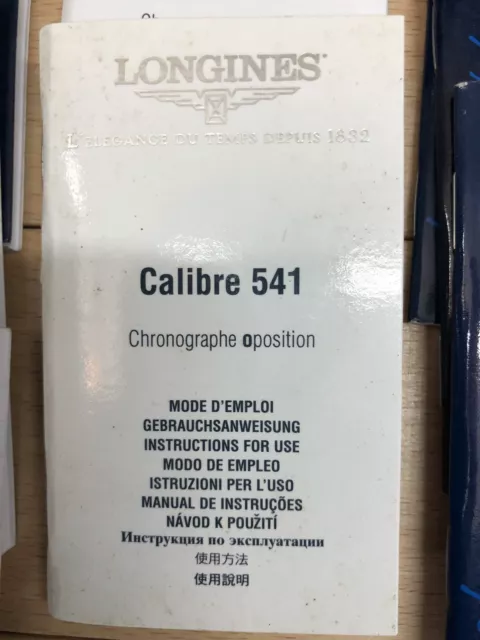 LONGINES
L'ELEGANCE DU TEMPS DEPUIS 1832
Calibre 541
Chronographe oposition
MODE D'EMPLOI
GEBRAUCHSANWEISUNG
INSTRUCTIONS FOR USE
MODO DE EMPLEO
ISTRUZIONI PER L'USO
MANUAL DE INSTRUÇÕES
NÁVOD K POUŽITÍ
Инструкция по эксплуатации
使用方法
使用說明